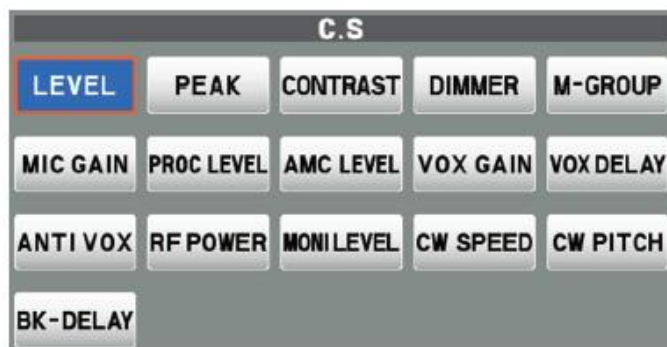 C.S
LEVEL PEAK CONTRAST DIMMER M-GROUP
MIC GAIN PROC LEVEL AMC LEVEL VOX GAIN VOX DELAY
ANTI VOX RF POWER MONI LEVEL CW SPEED CW PITCH
BK-DELAY